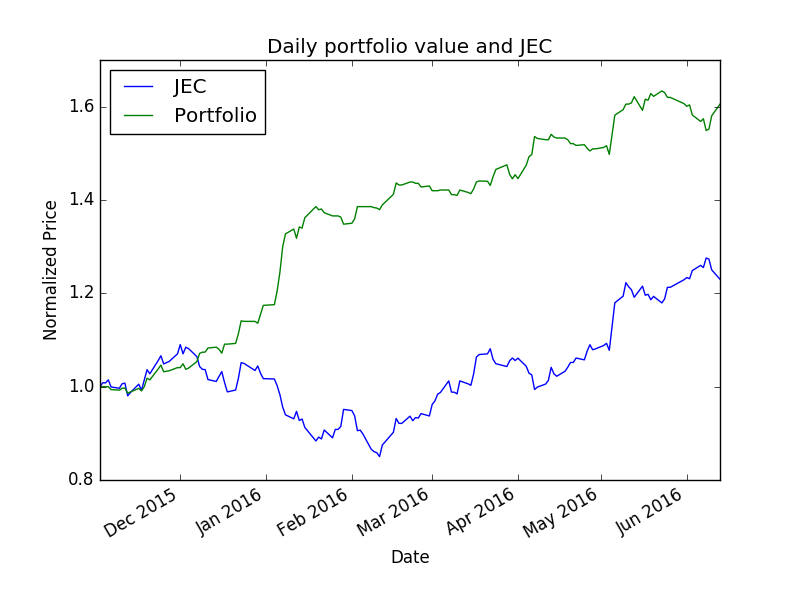 Daily portfolio value and JEC
JEC
Portfolio
1.6
1.4
1.2
1.0
0.8
Normalized Price
Dec 2015
Jan 2016
Feb 2016
Mar 2016
Apr 2016
May 2016
Jun 2016
Date